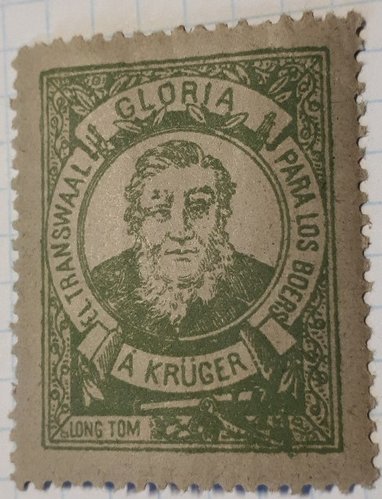 GLORIA
EL TRANSWAAL
PARA LOS BOERS
Á KRÜGER
LONG TOM